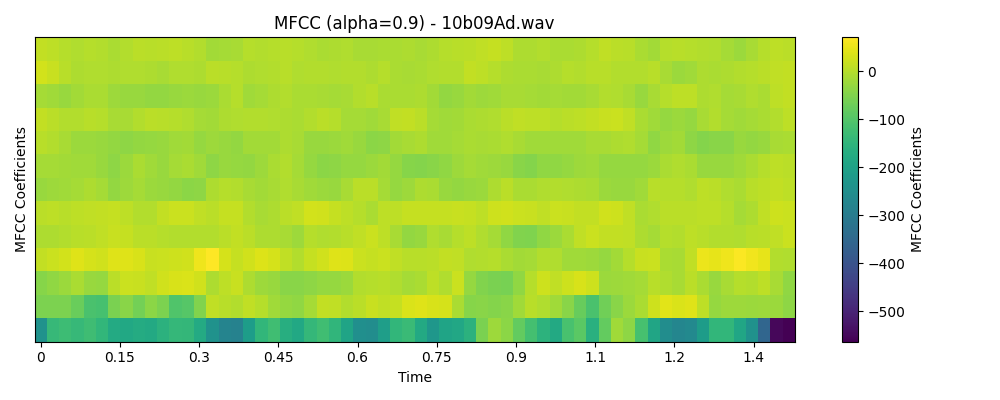 MFCC (alpha=0.9) - 10b09Ad.wav
MFCC Coefficients
0 0.15 0.3 0.45 0.6 0.75 0.9 1.1 1.2 1.4
Time
0
−100
−200
−300
−400
−500
MFCC Coefficients